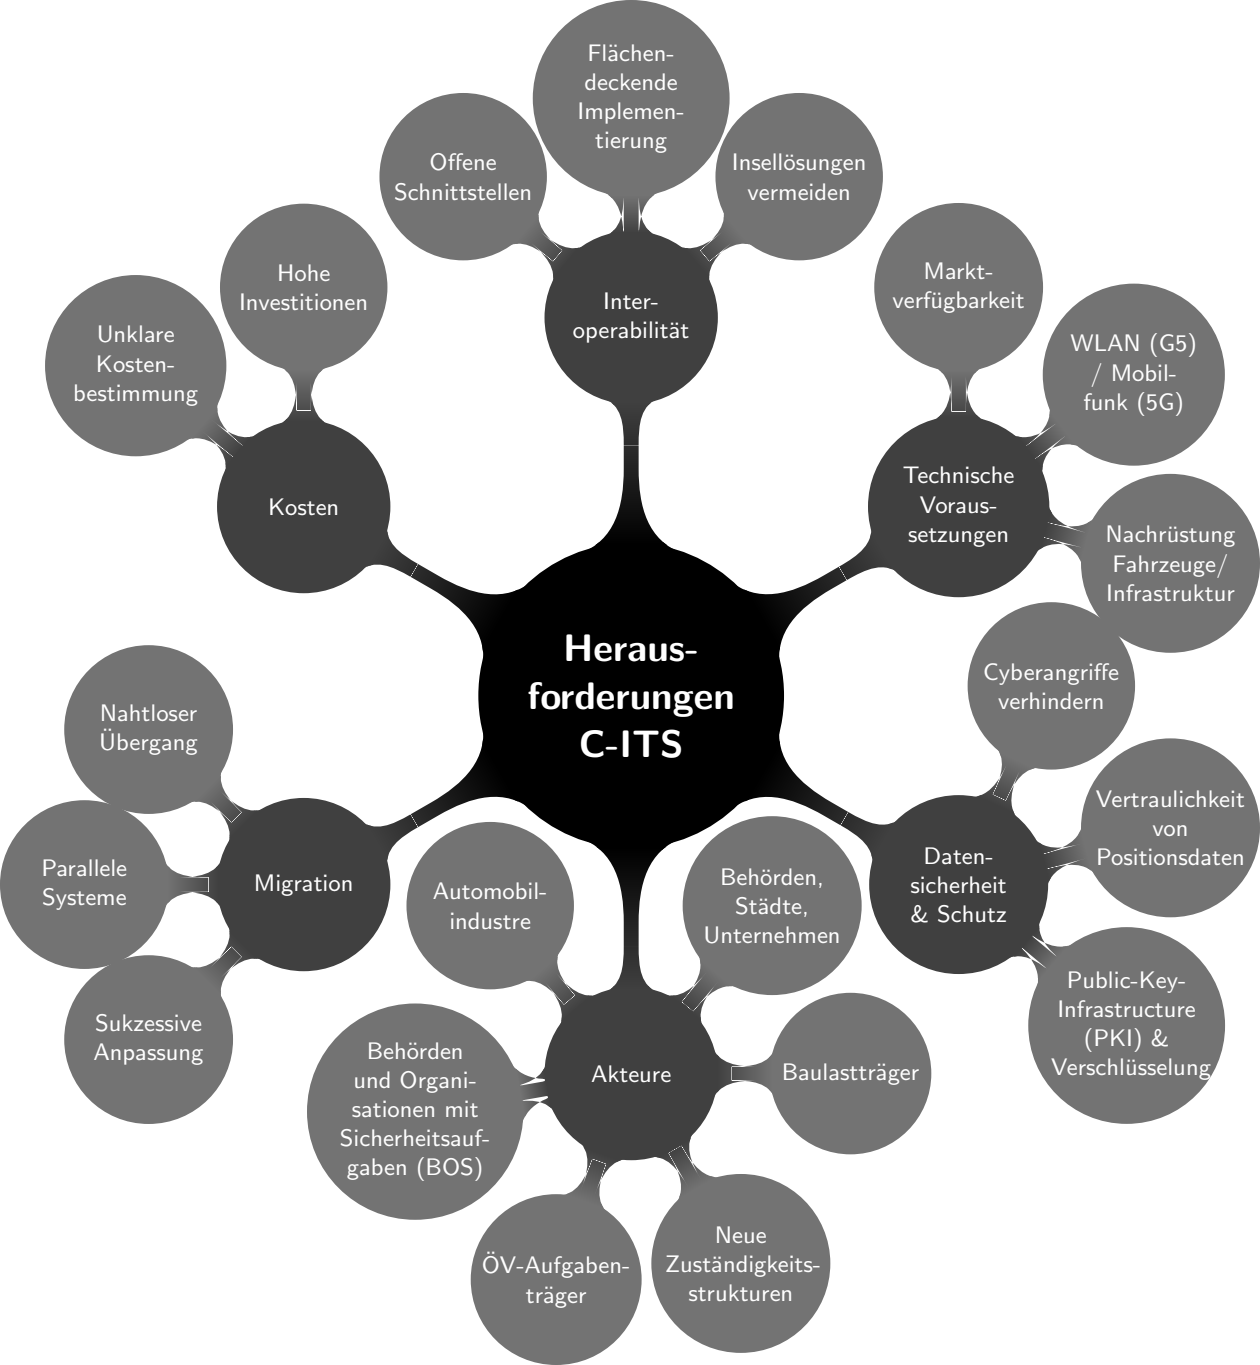 Herausforderungen
C-ITS
Flächen-
deckende
Implemen-
tierung
Offene
Schnittstellen
Insellösungen
vermeiden
Inter-
operabilität
Hohe
Investitionen
Unklare
Kosten-
bestimmung
Kosten
Markt-
verfügbarkeit
WLAN (G5)
/ Mobil-
funk (5G)
Technische
Voraus-
setzungen
Nachrüstung
Fahrzeuge/
Infrastruktur
Cyberangriffe
verhindern
Vertraulichkeit
von
Positionsdaten
Daten-
sicherheit
& Schutz
Public-Key-
Infrastructure
(PKI) &
Verschlüsselung
Nahtloser
Übergang
Parallele
Systeme
Migration
Sukzessive
Anpassung
Automobil-
industre
Behörden,
Städte,
Unternehmen
Akteure
Baulastträger
Behörden
und Organi-
sationen mit
Sicherheitsauf-
gaben (BOS)
ÖV-Aufgaben-
träger
Neue
Zuständigkeits-
strukturen